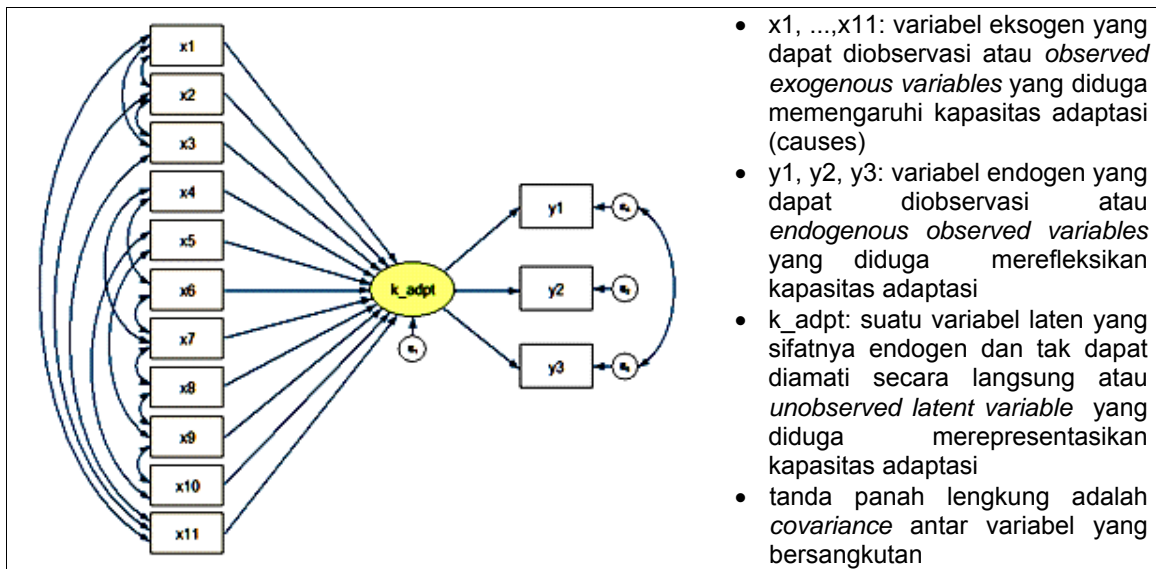 x1
x2
x3
x4
x5
x6
x7
x8
x9
x10
x11
k_adpt
y1
y2
y3
• x1, ...,x11: variabel eksogen yang
dapat diobservasi atau observed
exogenous variables yang diduga
memengaruhi kapasitas adaptasi
(causes)
• y1, y2, y3: variabel endogen yang
dapat diobservasi atau
endogenous observed variables
yang diduga merefleksikan
kapasitas adaptasi
• k_adpt: suatu variabel laten yang
sifatnya endogen dan tak dapat
diamati secara langsung atau
unobserved latent variable yang
diduga merepresentasikan
kapasitas adaptasi
• tanda panah lengkung adalah
covariance antar variabel yang
bersangkutan